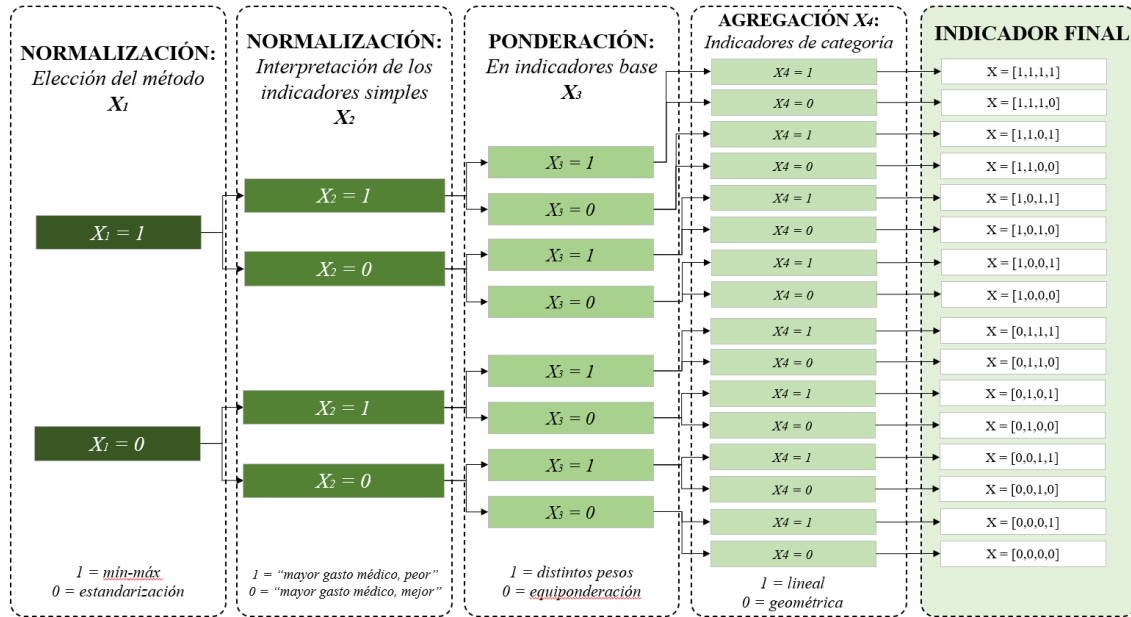 NORMALIZACIÓN:
Elección del método
X1
X1 = 1
X1 = 0
1 = mín-máx
0 = estandarización
NORMALIZACIÓN:
Interpretación de los
indicadores simples
X2
X2 = 1
X2 = 0
X2 = 1
X2 = 0
1 = “mayor gasto médico, peor”
0 = “mayor gasto médico, mejor”
PONDERACIÓN:
En indicadores base
X3
X3 = 1
X3 = 0
X3 = 1
X3 = 0
X3 = 1
X3 = 0
X3 = 1
X3 = 0
1 = distintos pesos
0 = equiponderación
AGREGACIÓN X4:
Indicadores de categoría
X4 = 1
X4 = 0
X4 = 1
X4 = 0
X4 = 1
X4 = 0
X4 = 1
X4 = 0
X4 = 1
X4 = 0
X4 = 1
X4 = 0
X4 = 1
X4 = 0
X4 = 1
X4 = 0
1 = lineal
0 = geométrica
INDICADOR FINAL
X = [1,1,1,1]
X = [1,1,1,0]
X = [1,1,0,1]
X = [1,1,0,0]
X = [1,0,1,1]
X = [1,0,1,0]
X = [1,0,0,1]
X = [1,0,0,0]
X = [0,1,1,1]
X = [0,1,1,0]
X = [0,1,0,1]
X = [0,1,0,0]
X = [0,0,1,1]
X = [0,0,1,0]
X = [0,0,0,1]
X = [0,0,0,0]